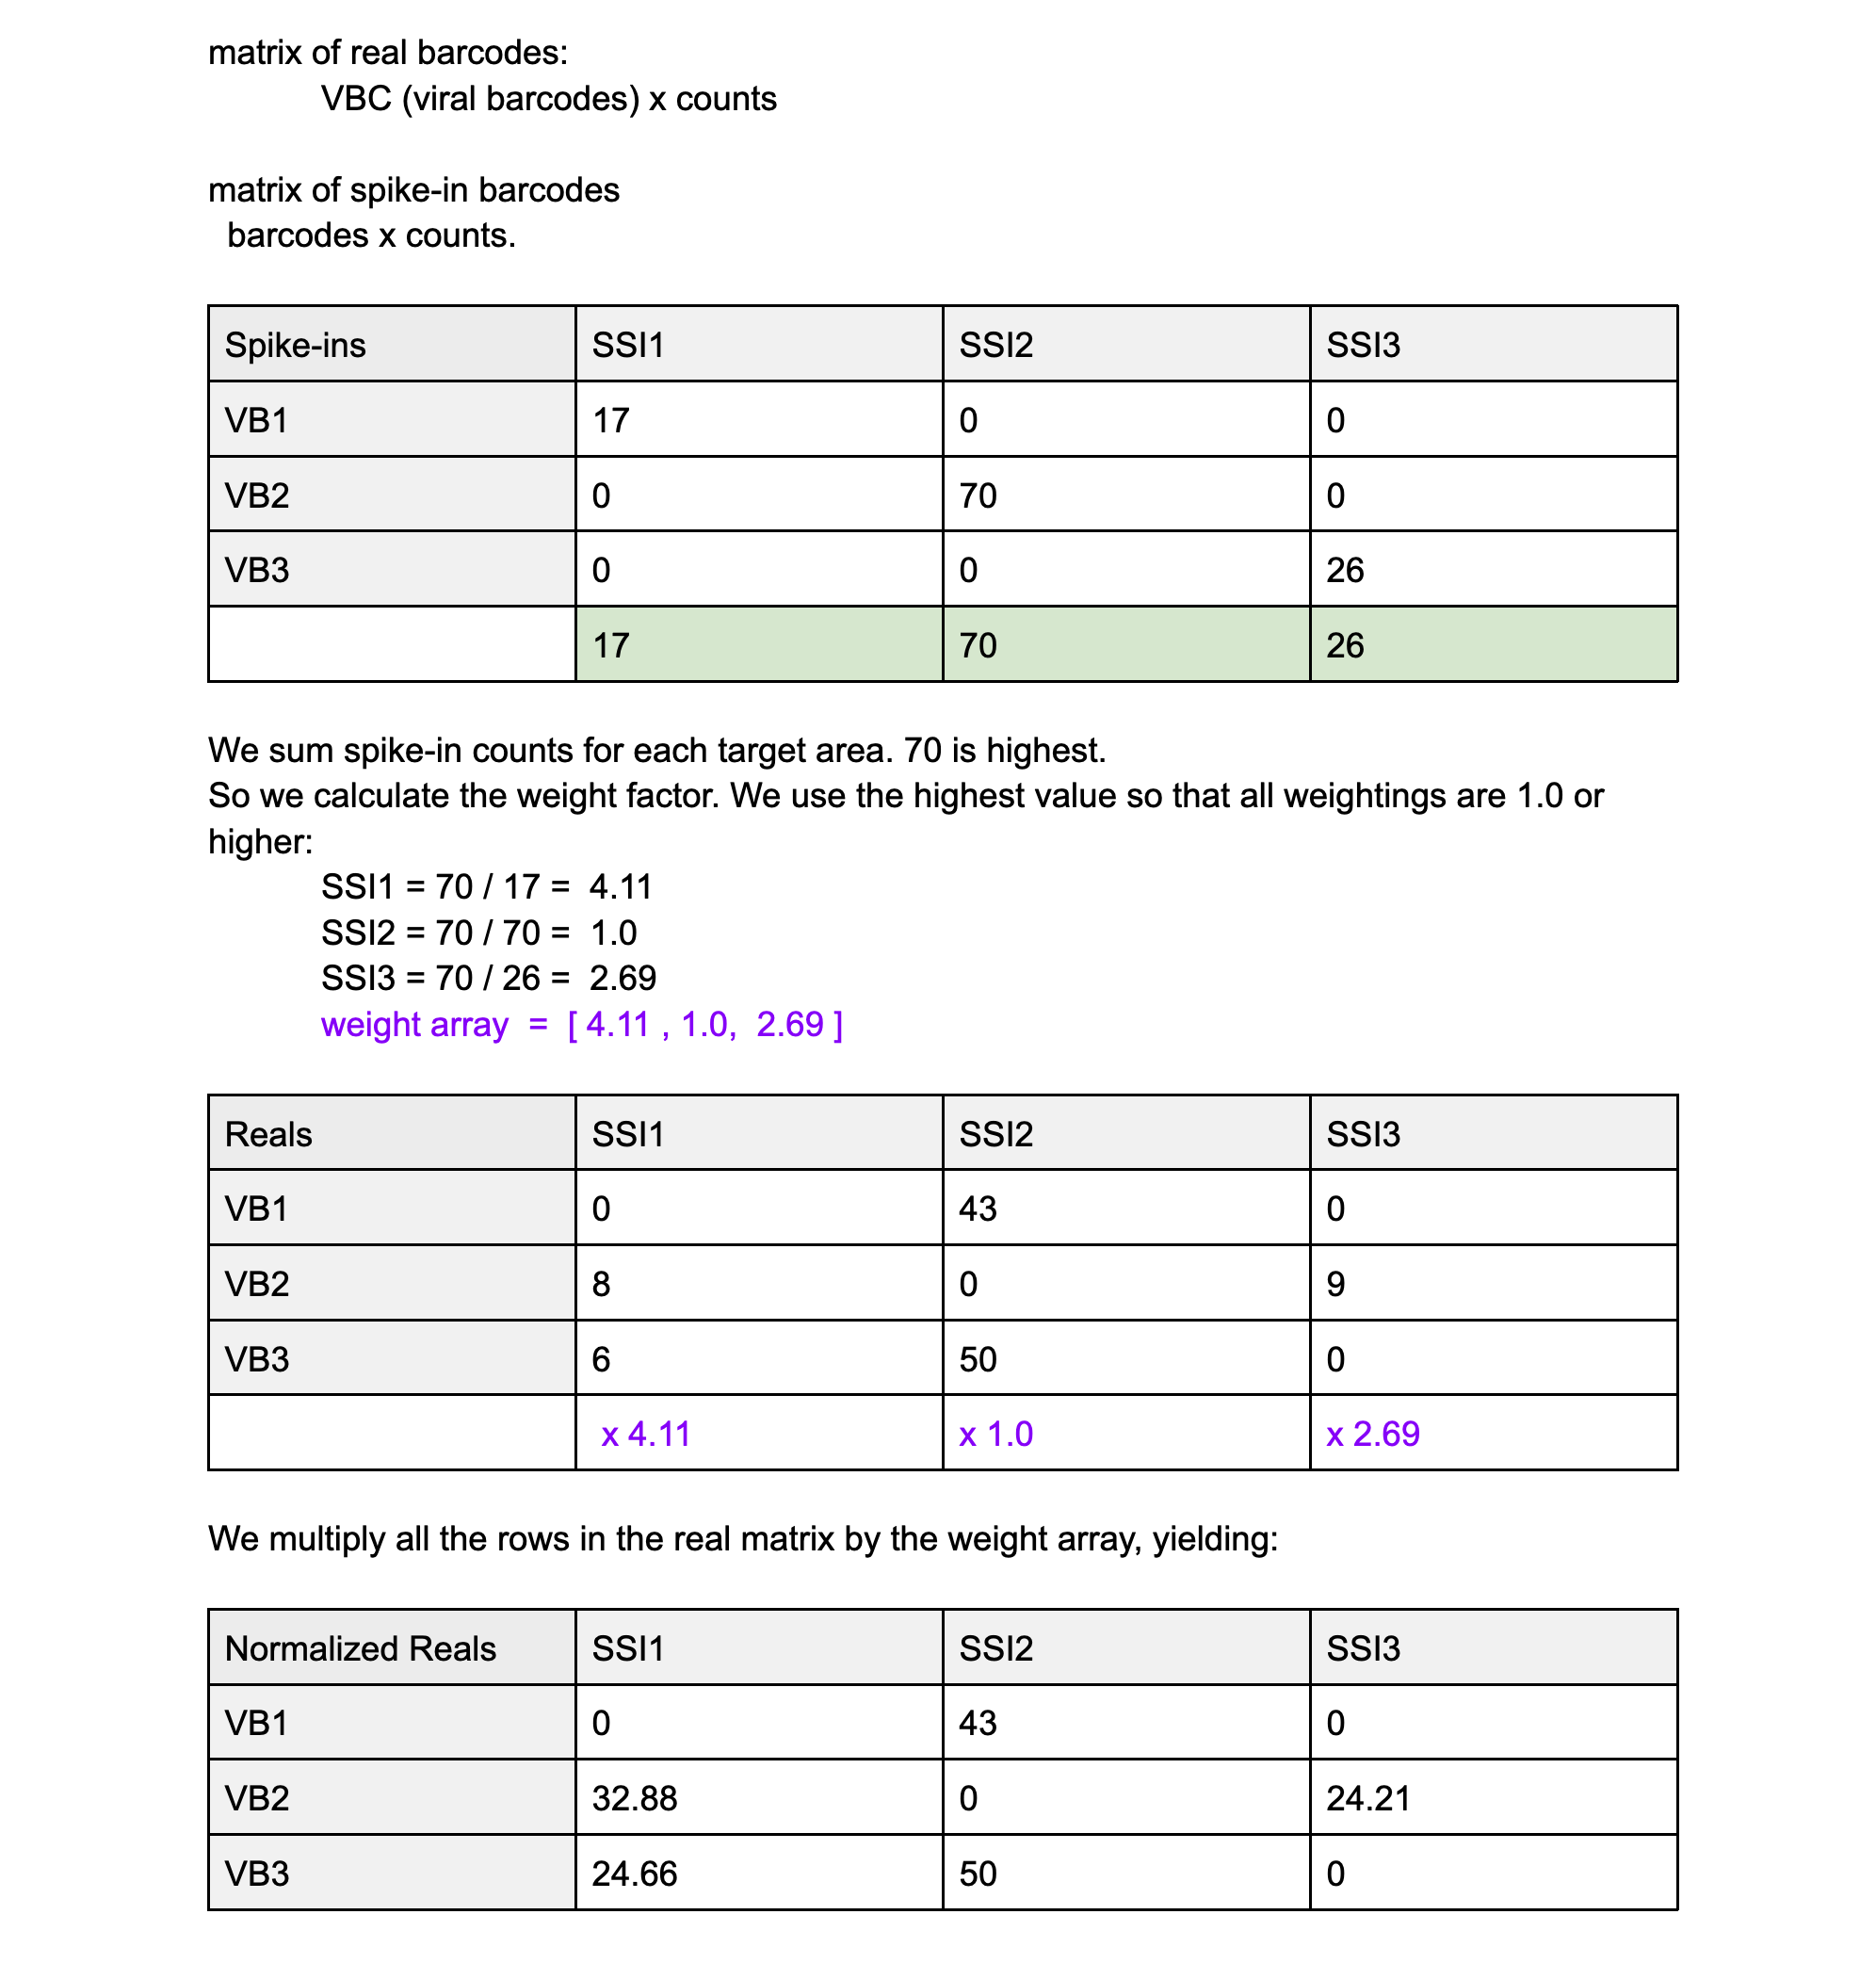 matrix of real barcodes:
VBC (viral barcodes) x counts
matrix of spike-in barcodes
barcodes x counts.
Spike-ins SSI1 SSI2 SSI3
VB1 17 0 0
VB2 0 70 0
VB3 0 0 26
17 70 26
We sum spike-in counts for each target area. 70 is highest.
So we calculate the weight factor. We use the highest value so that all weightings are 1.0 or
higher:
SSI1 = 70 / 17 = 4.11
SSI2 = 70 / 70 = 1.0
SSI3 = 70 / 26 = 2.69
weight array = [ 4.11 , 1.0, 2.69 ]
Reals SSI1 SSI2 SSI3
VB1 0 43 0
VB2 8 0 9
VB3 6 50 0
x 4.11 x 1.0 x 2.69
We multiply all the rows in the real matrix by the weight array, yielding:
Normalized Reals SSI1 SSI2 SSI3
VB1 0 43 0
VB2 32.88 0 24.21
VB3 24.66 50 0